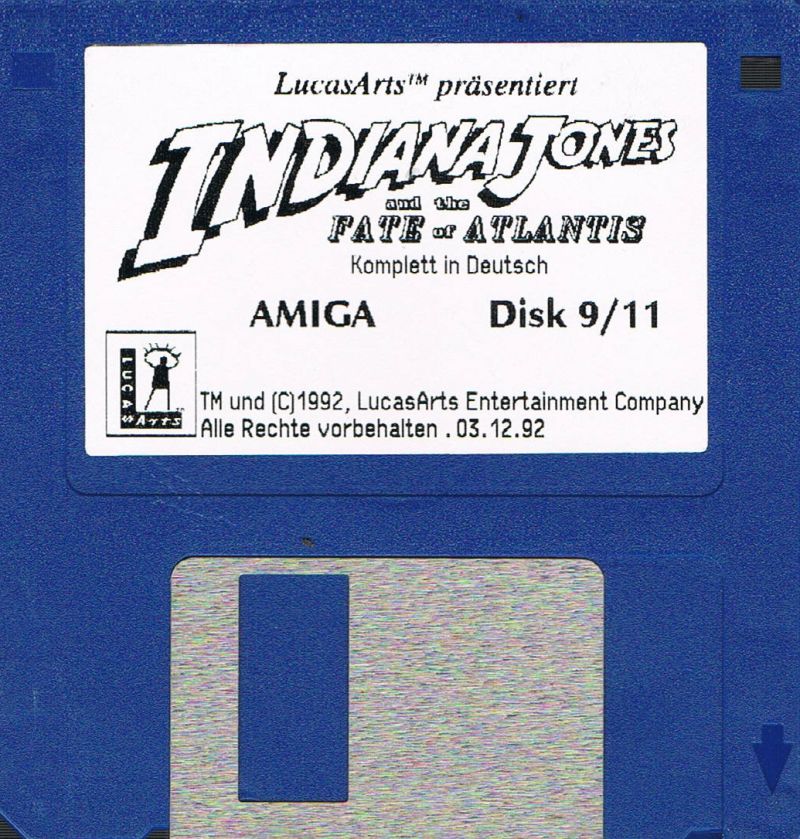 LucasArts™ präsentiert
INDIANA JONES
and the
FATE OF ATLANTIS
Komplett in Deutsch
AMIGA Disk 9/11
LUCAS
Arts
TM und (C)1992, LucasArts Entertainment Company
Alle Rechte vorbehalten . 03.12.92